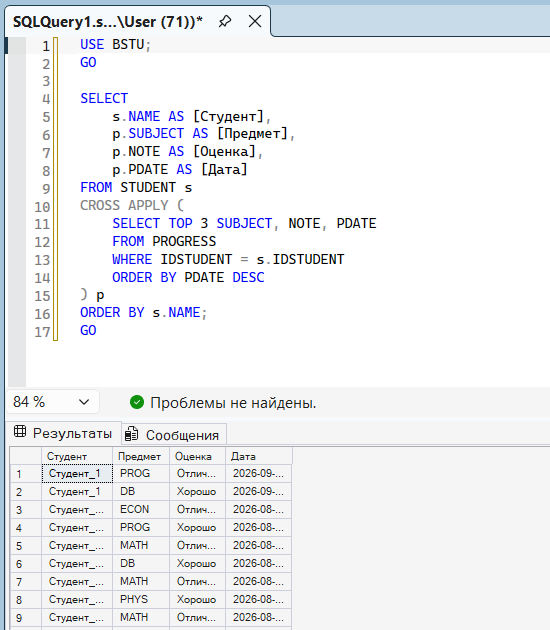 SQLQuery1.s...\User (71))*
1 USE BSTU;
2 GO
3
4 SELECT
5 s.NAME AS [Студент],
6 p.SUBJECT AS [Предмет],
7 p.NOTE AS [Оценка],
8 p.PDATE AS [Дата]
9 FROM STUDENT s
10 CROSS APPLY (
11 SELECT TOP 3 SUBJECT, NOTE, PDATE
12 FROM PROGRESS
13 WHERE IDSTUDENT = s.IDSTUDENT
14 ORDER BY PDATE DESC
15 ) p
16 ORDER BY s.NAME;
17 GO
84 % Проблемы не найдены.
Результаты Сообщения
Студент Предмет Оценка Дата
1 Студент_1 PROG Отлич... 2026-09-...
2 Студент_1 DB Хорошо 2026-09-...
3 Студент_... ECON Отлич... 2026-08-...
4 Студент_... PROG Хорошо 2026-08-...
5 Студент_... MATH Отлич... 2026-08-...
6 Студент_... DB Хорошо 2026-08-...
7 Студент_... MATH Отлич... 2026-08-...
8 Студент_... PHYS Хорошо 2026-08-...
9 Студент_... MATH Отлич... 2026-08-...